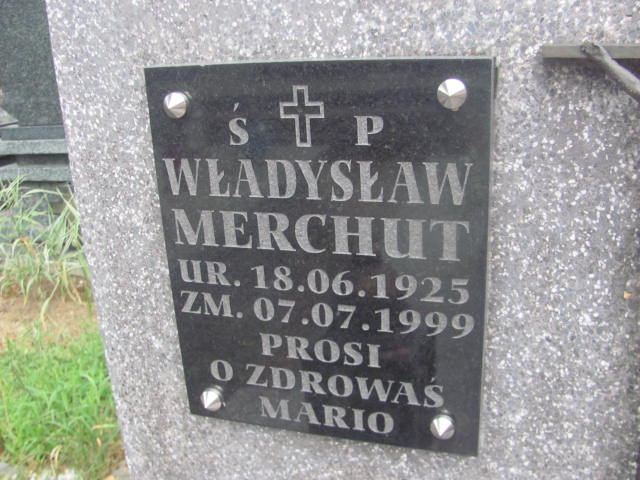 Ś P
WŁADYSŁAW
MERCHUT
UR. 18.06.1925
ZM. 07.07.1999
PROSI
O ZDROWAŚ
MARIO